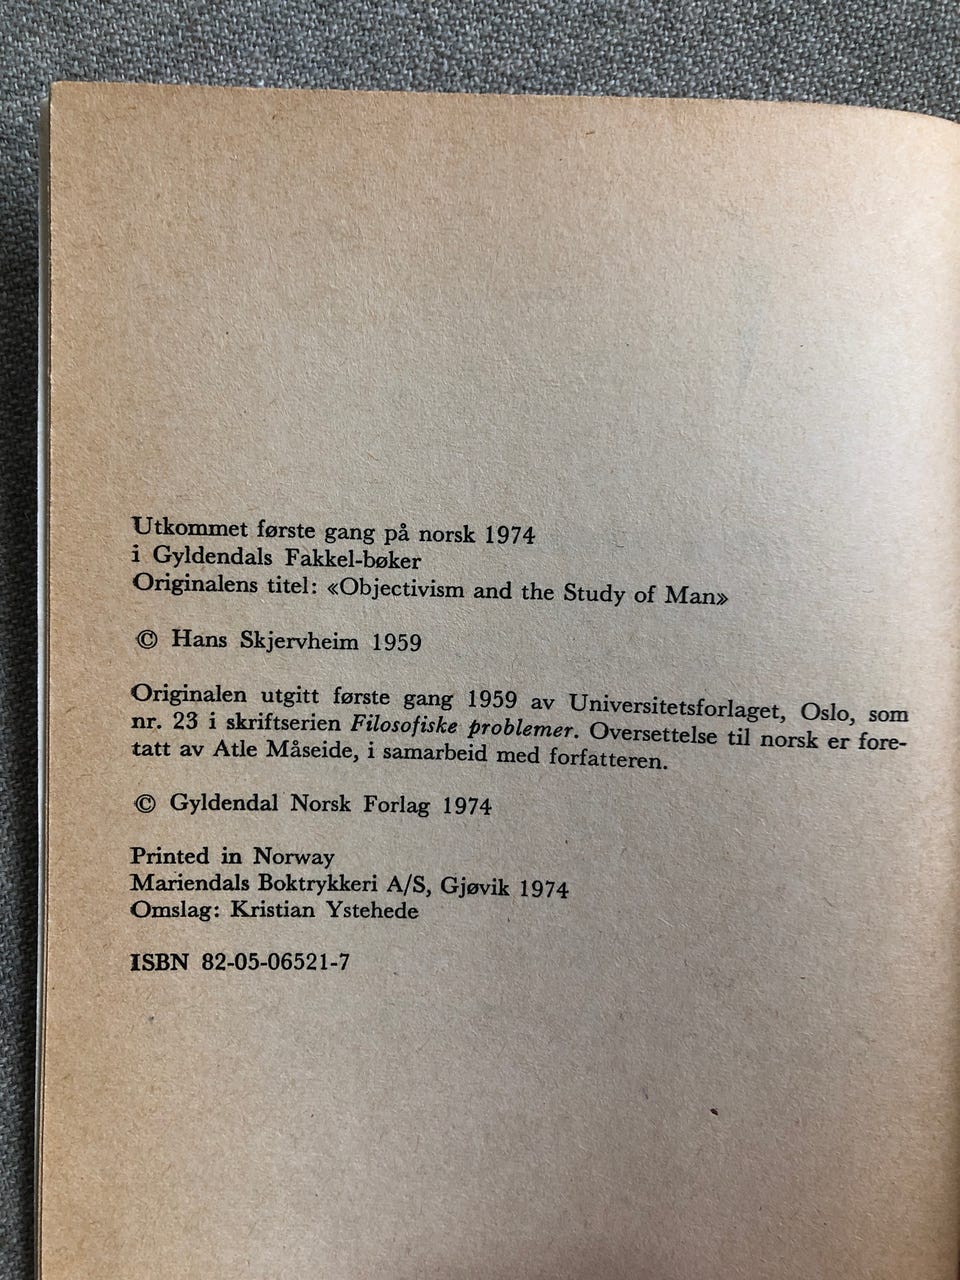 Utkommet første gang på norsk 1974
i Gyldendals Fakkel-bøker
Originalens titel: «Objectivism and the Study of Man»
© Hans Skjervheim 1959
Originalen utgitt første gang 1959 av Universitetsforlaget, Oslo, som
nr. 23 i skriftserien Filosofiske problemer. Oversettelse til norsk er fore-
tatt av Atle Måseide, i samarbeid med forfatteren.
© Gyldendal Norsk Forlag 1974
Printed in Norway
Mariendals Boktrykkeri A/S, Gjøvik 1974
Omslag: Kristian Ystehede
ISBN 82-05-06521-7